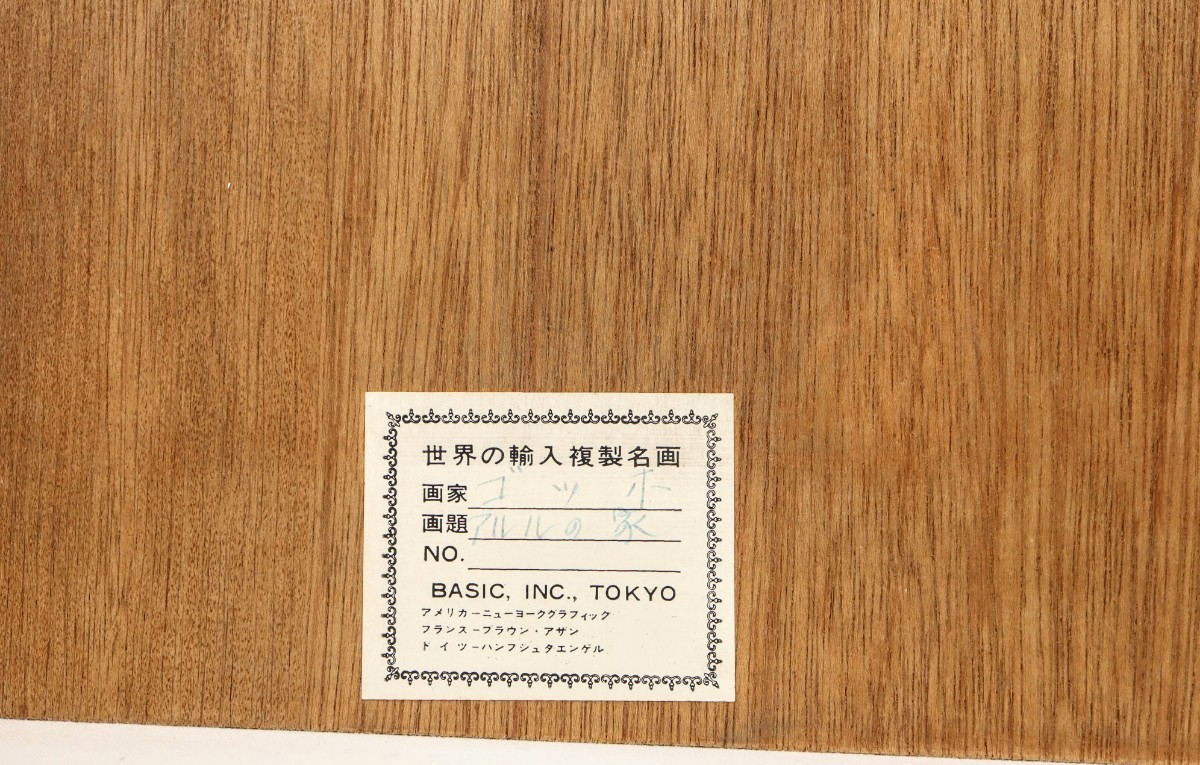 世界の輸入複製名画
画家 ゴッホ
画題 アルルの家
NO.
BASIC, INC., TOKYO
アメリカーニューヨークグラフィック
フランスーブラウン・アザン
ドイツーハンフシュタエンゲル